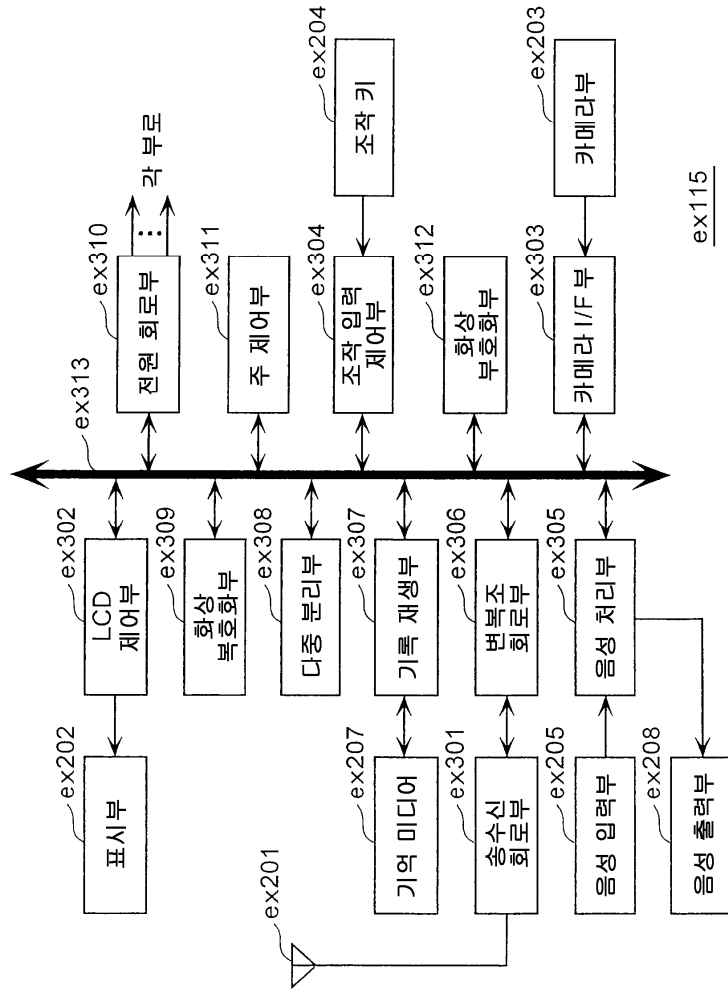 ex201
ex202
표시부
ex302
LCD
제어부
ex309
화상
복호화부
ex308
다중 분리부
ex207
기억 미디어
ex307
기록 재생부
ex301
송수신
회로부
ex306
변복조
회로부
ex205
음성 입력부
ex305
음성 처리부
ex208
음성 출력부
ex313
ex310
전원 회로부
각 부로
ex311
주 제어부
ex304
조작 입력
제어부
ex204
조작 키
ex312
화상
부호화부
ex303
카메라 I/F 부
ex203
카메라부
ex115